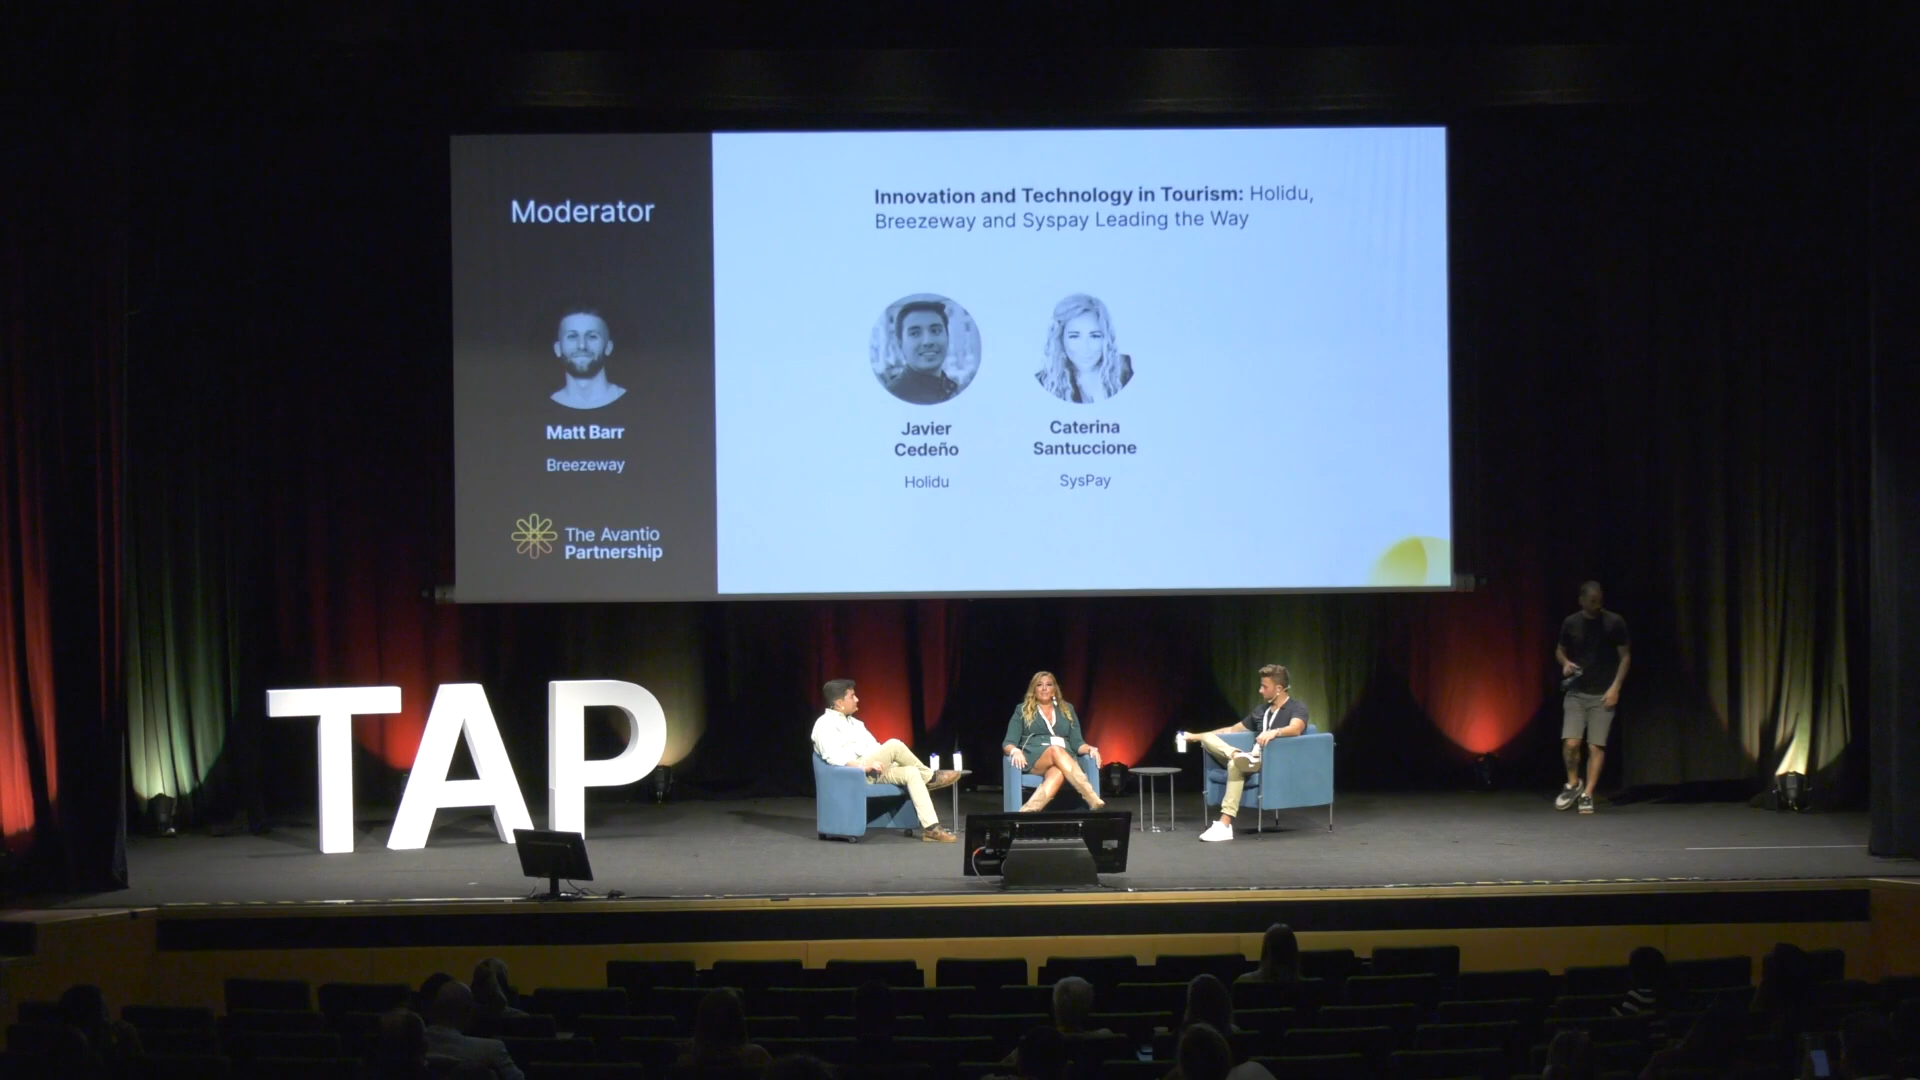 Moderator
Matt Barr
Breezeway
The Avantio
Partnership
Innovation and Technology in Tourism: Holidu,
Breezeway and Syspay Leading the Way
Javier
Cedeño
Holidu
Caterina
Santuccione
SysPay
TAP